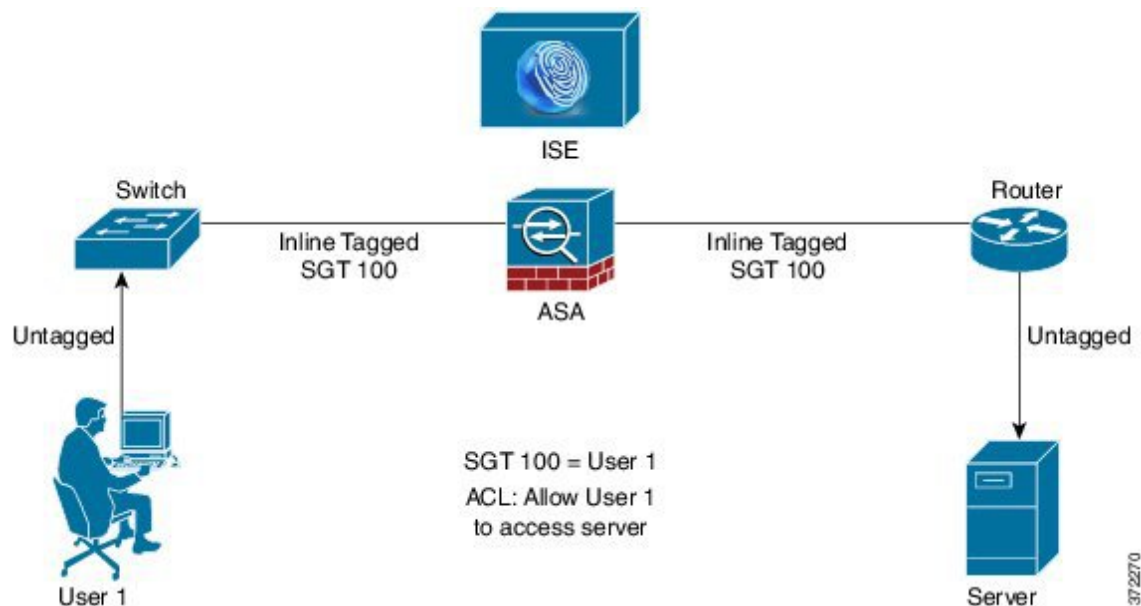 ISE
Switch
Router
Inline Tagged
SGT 100
Inline Tagged
SGT 100
ASA
Untagged
Untagged
SGT 100 = User 1
ACL: Allow User 1
to access server
User 1
Server
372270